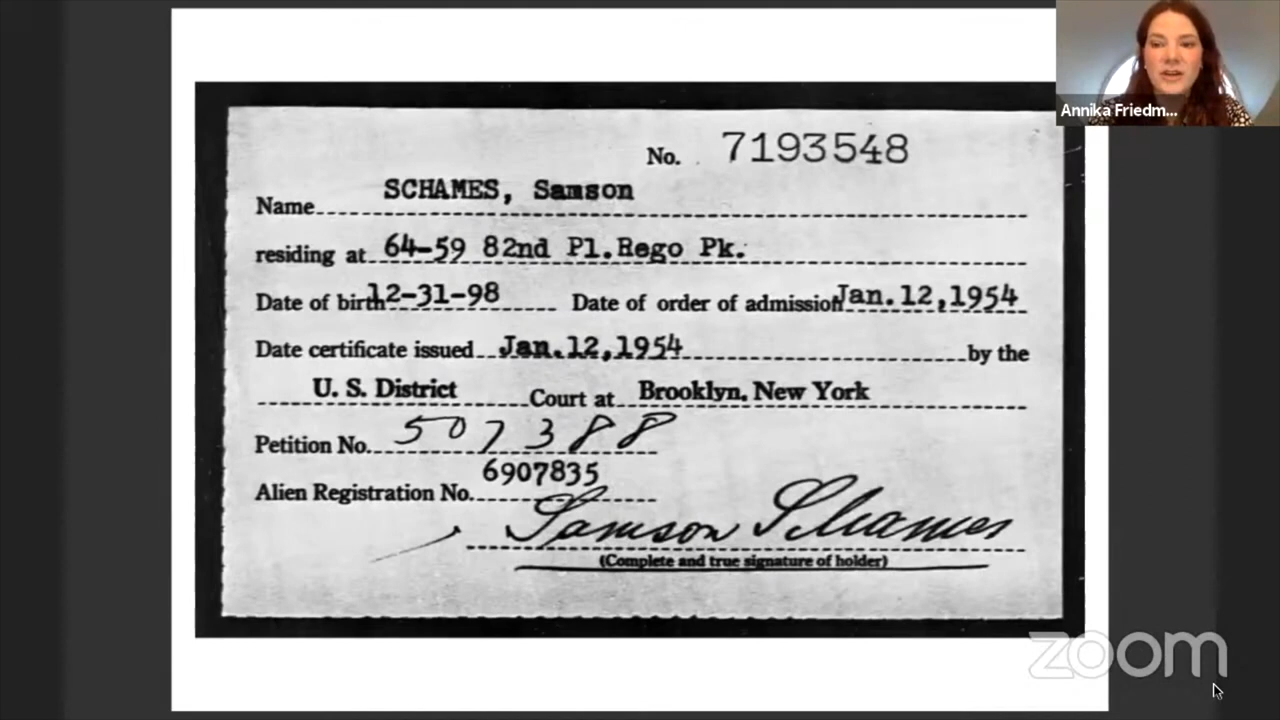 Annika Friedm...
No. 7193548
Name SCHAMES, Samson
residing at 64-59 82nd Pl.Rego Pk.
Date of birth 12-31-98 Date of order of admission Jan.12,1954
Date certificate issued Jan.12,1954 by the
U. S. District Court at Brooklyn, New York
Petition No. 507388
Alien Registration No. 6907835
Samson Schames
(Complete and true signature of holder)
zoom